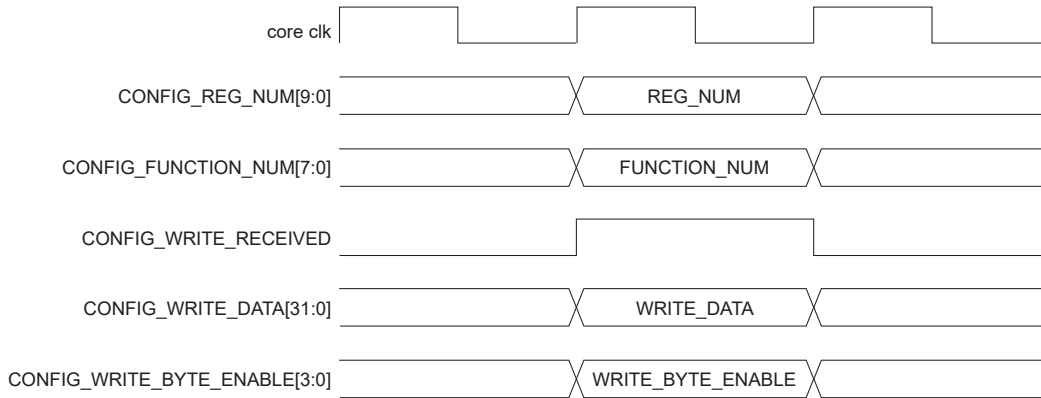 core clk
CONFIG_REG_NUM[9:0] REG_NUM
CONFIG_FUNCTION_NUM[7:0] FUNCTION_NUM
CONFIG_WRITE_RECEIVED
CONFIG_WRITE_DATA[31:0] WRITE_DATA
CONFIG_WRITE_BYTE_ENABLE[3:0] WRITE_BYTE_ENABLE